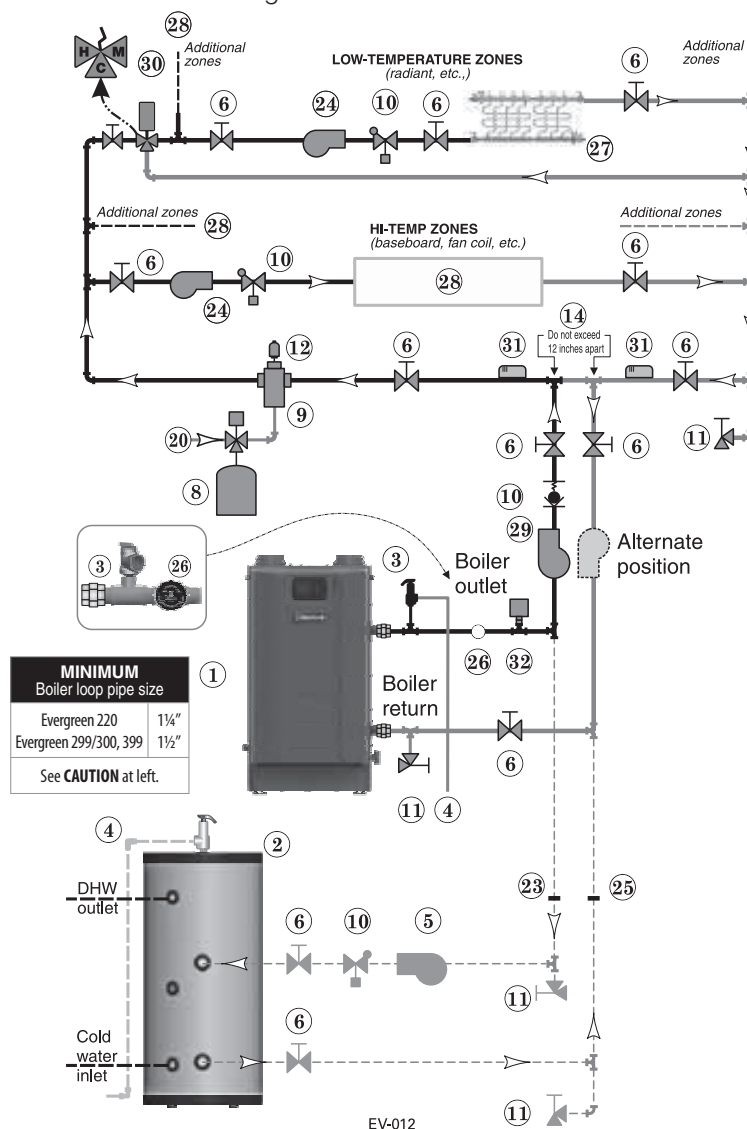 28
H M
C
30
Additional
zones
6
LOW-TEMPERATURE ZONES
(radiant, etc.,)
24
10
6
6
Additional
zones
27
Additional zones
28
HI-TEMP ZONES
(baseboard, fan coil, etc.)
Additional zones
6
10
24
28
6
14
Do not exceed
12 inches apart
12
6
31
31
6
9
20
8
6
6
11
10
29
Alternate
position
3
26
3
Boiler
outlet
26
32
MINIMUM
Boiler loop pipe size
Evergreen 220 1¼"
Evergreen 299/300, 399 1½"
See CAUTION at left.
1
Boiler
return
6
11
4
4
2
DHW
outlet
23
25
6
10
5
11
Cold
water
inlet
6
11
EV-012